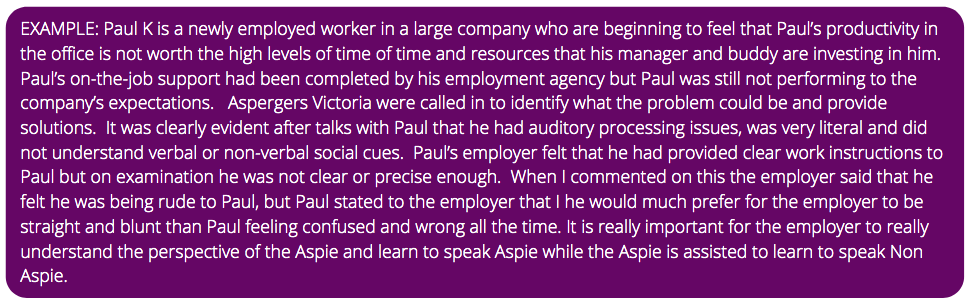 EXAMPLE: Paul K is a newly employed worker in a large company who are beginning to feel that Paul's productivity in
the office is not worth the high levels of time of time and resources that his manager and buddy are investing in him.
Paul's on-the-job support had been completed by his employment agency but Paul was still not performing to the
company's expectations.   Aspergers Victoria were called in to identify what the problem could be and provide
solutions.  It was clearly evident after talks with Paul that he had auditory processing issues, was very literal and did
not understand verbal or non-verbal social cues.  Paul's employer felt that he had provided clear work instructions to
Paul but on examination he was not clear or precise enough.  When I commented on this the employer said that he
felt he was being rude to Paul, but Paul stated to the employer that I he would much prefer for the employer to be
straight and blunt than Paul feeling confused and wrong all the time. It is really important for the employer to really
understand the perspective of the Aspie and learn to speak Aspie while the Aspie is assisted to learn to speak Non
Aspie.